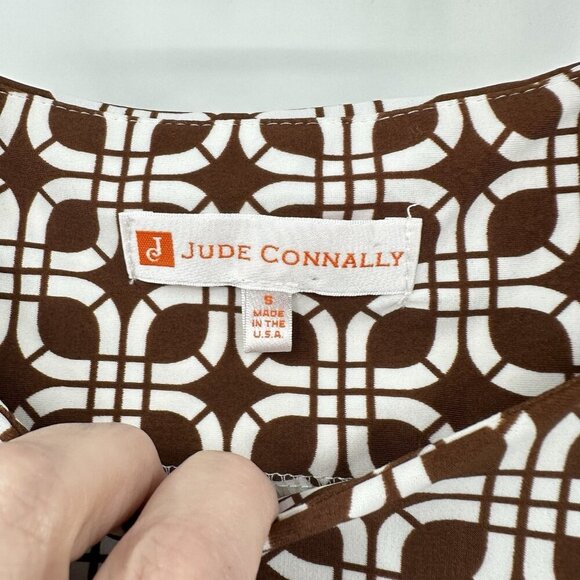 JC
JUDE CONNALLY
S
MADE
IN THE
U.S.A.